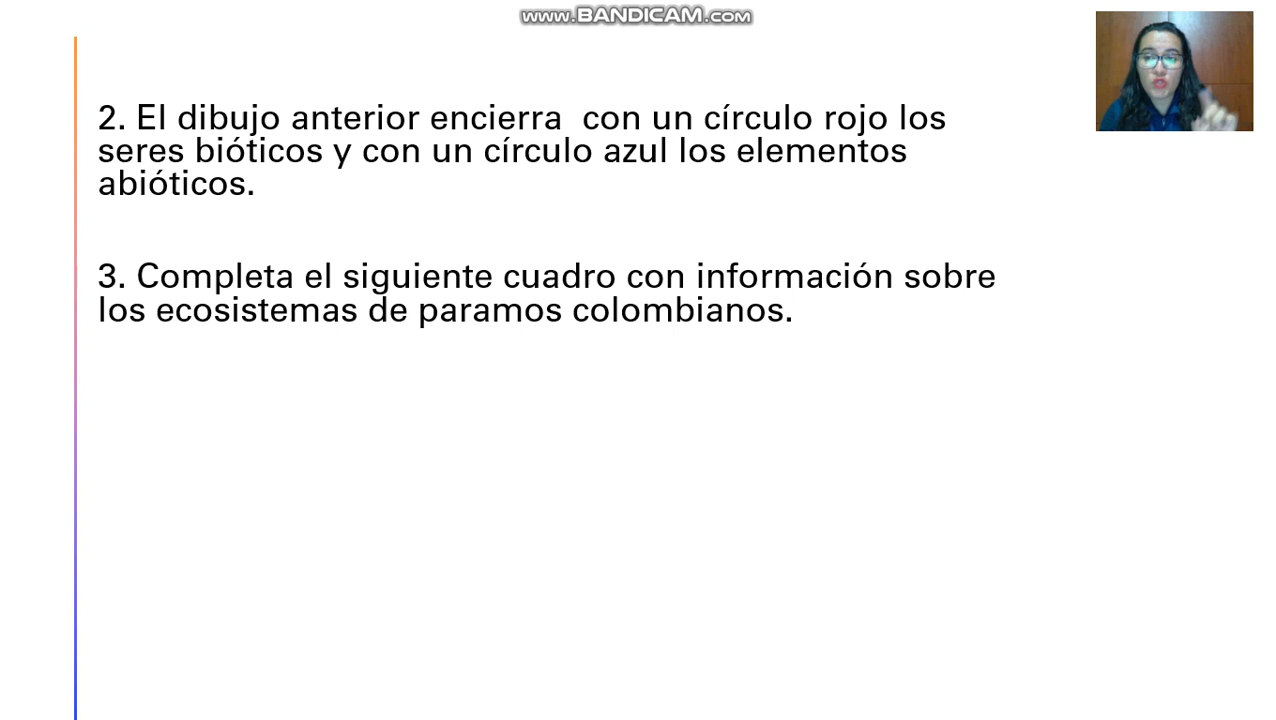 www.BANDICAM.com
2. El dibujo anterior encierra  con un círculo rojo los
seres bióticos y con un círculo azul los elementos
abióticos.
3. Completa el siguiente cuadro con información sobre
los ecosistemas de paramos colombianos.